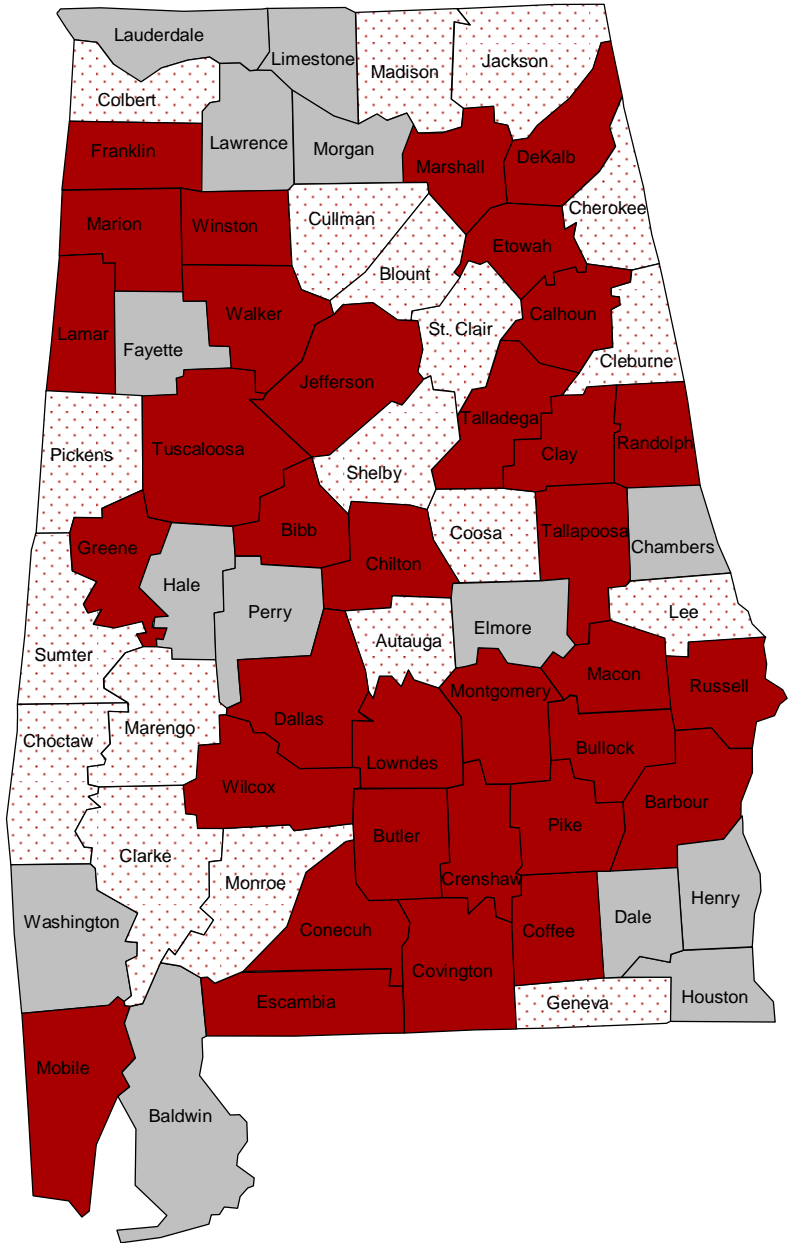 Lauderdale
Limestone
Madison
Jackson
Colbert
Franklin
Lawrence
Morgan
Marshall
DeKalb
Marion
Winston
Cullman
Cherokee
Etowah
Blount
Lamar
Fayette
Walker
St. Clair
Calhoun
Cleburne
Jefferson
Pickens
Tuscaloosa
Talladega
Randolph
Clay
Shelby
Greene
Bibb
Coosa
Tallapoosa
Chambers
Hale
Chilton
Perry
Lee
Sumter
Autauga
Elmore
Macon
Russell
Choctaw
Marengo
Dallas
Montgomery
Bullock
Lowndes
Wilcox
Barbour
Clarke
Butler
Pike
Monroe
Crenshaw
Henry
Washington
Conecuh
Coffee
Dale
Covington
Escambia
Geneva
Houston
Mobile
Baldwin